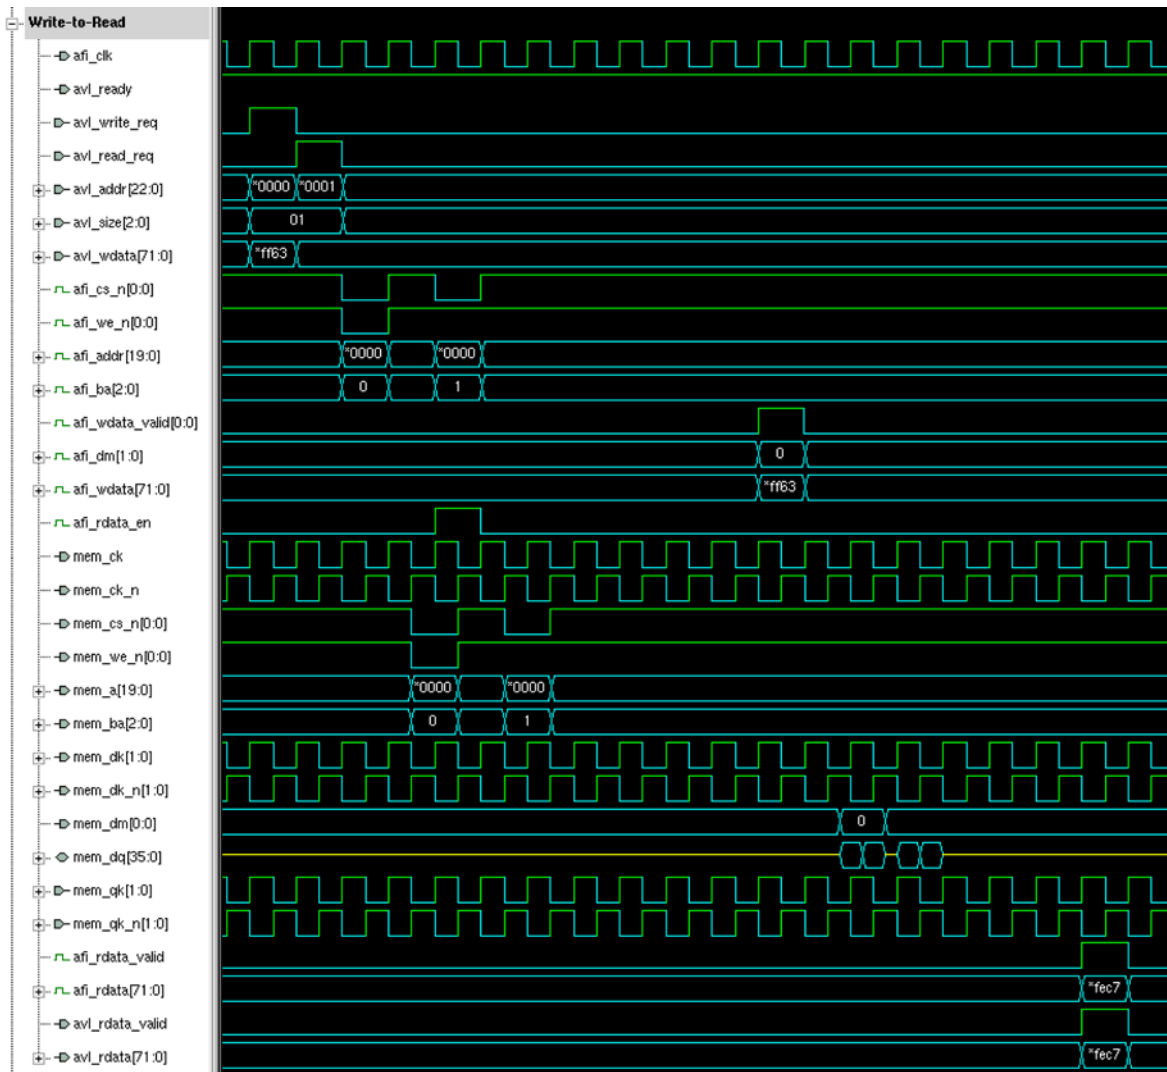 Write-to-Read
afi_clk
avl_ready
avl_write_req
avl_read_req
avl_addr[22:0] *0000 *0001
avl_size[2:0] 01
avl_wdata[71:0] *ff63
afi_cs_n[0:0]
afi_we_n[0:0]
afi_addr[19:0] *0000 *0000
afi_ba[2:0] 0 1
afi_wdata_valid[0:0]
afi_dm[1:0] 0
afi_wdata[71:0] *ff63
afi_rdata_en
mem_ck
mem_ck_n
mem_cs_n[0:0]
mem_we_n[0:0]
mem_a[19:0] *0000 *0000
mem_ba[2:0] 0 1
mem_dk[1:0]
mem_dk_n[1:0]
mem_dm[0:0] 0
mem_dq[35:0]
mem_qk[1:0]
mem_qk_n[1:0]
afi_rdata_valid
afi_rdata[71:0] *fec7
avl_rdata_valid
avl_rdata[71:0] *fec7